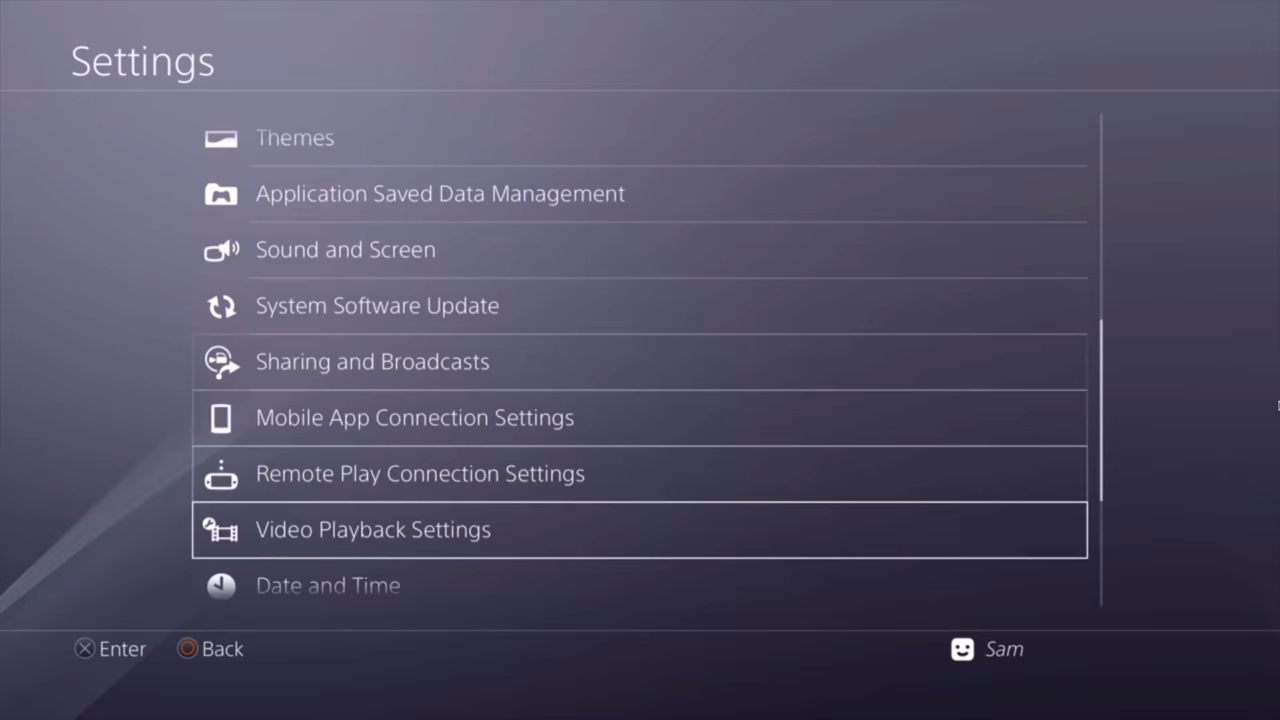 Settings
Themes
Application Saved Data Management
Sound and Screen
System Software Update
Sharing and Broadcasts
Mobile App Connection Settings
Remote Play Connection Settings
Video Playback Settings
Date and Time
Enter Back Sam